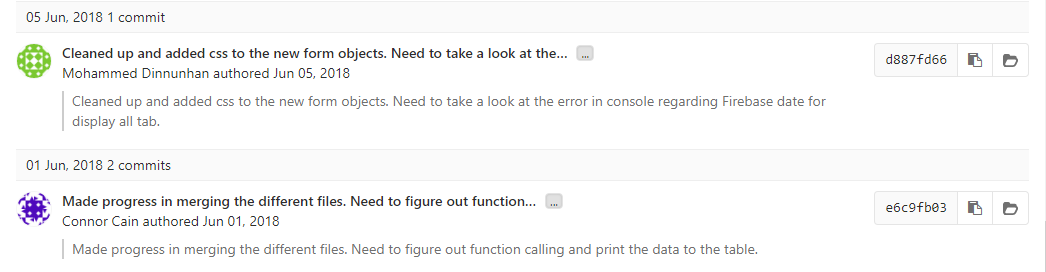 05 Jun, 2018 1 commit
Cleaned up and added css to the new form objects. Need to take a look at the... ...
d887fd66
Mohammed Dinnunhan authored Jun 05, 2018
Cleaned up and added css to the new form objects. Need to take a look at the error in console regarding Firebase date for
display all tab.
01 Jun, 2018 2 commits
Made progress in merging the different files. Need to figure out function... ...
e6c9fb03
Connor Cain authored Jun 01, 2018
Made progress in merging the different files. Need to figure out function calling and print the data to the table.